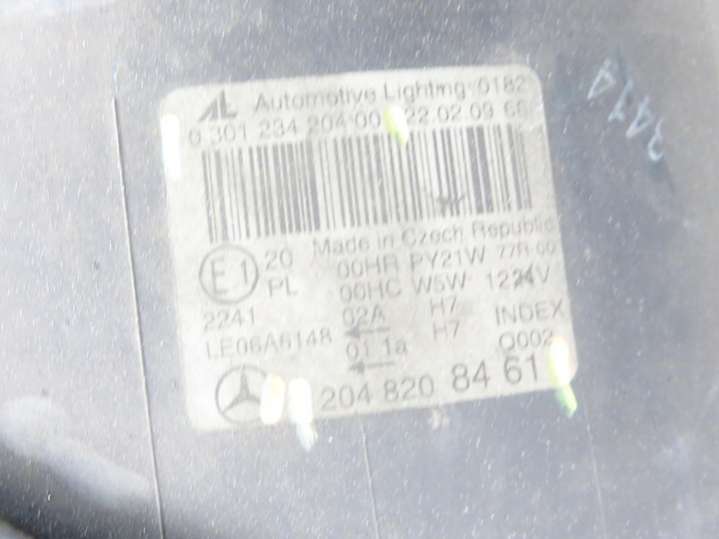 AL Automotive Lighting 0182
0 301 234 204 00 22.02.09 66
Made in Czech Republic
E1 20 00HR PY21W 77R-00
PL 00HC W5W 12V
2241 02A H7 INDEX
LE06A6148 01 1a H7 Q002
204 820 84 61
3414